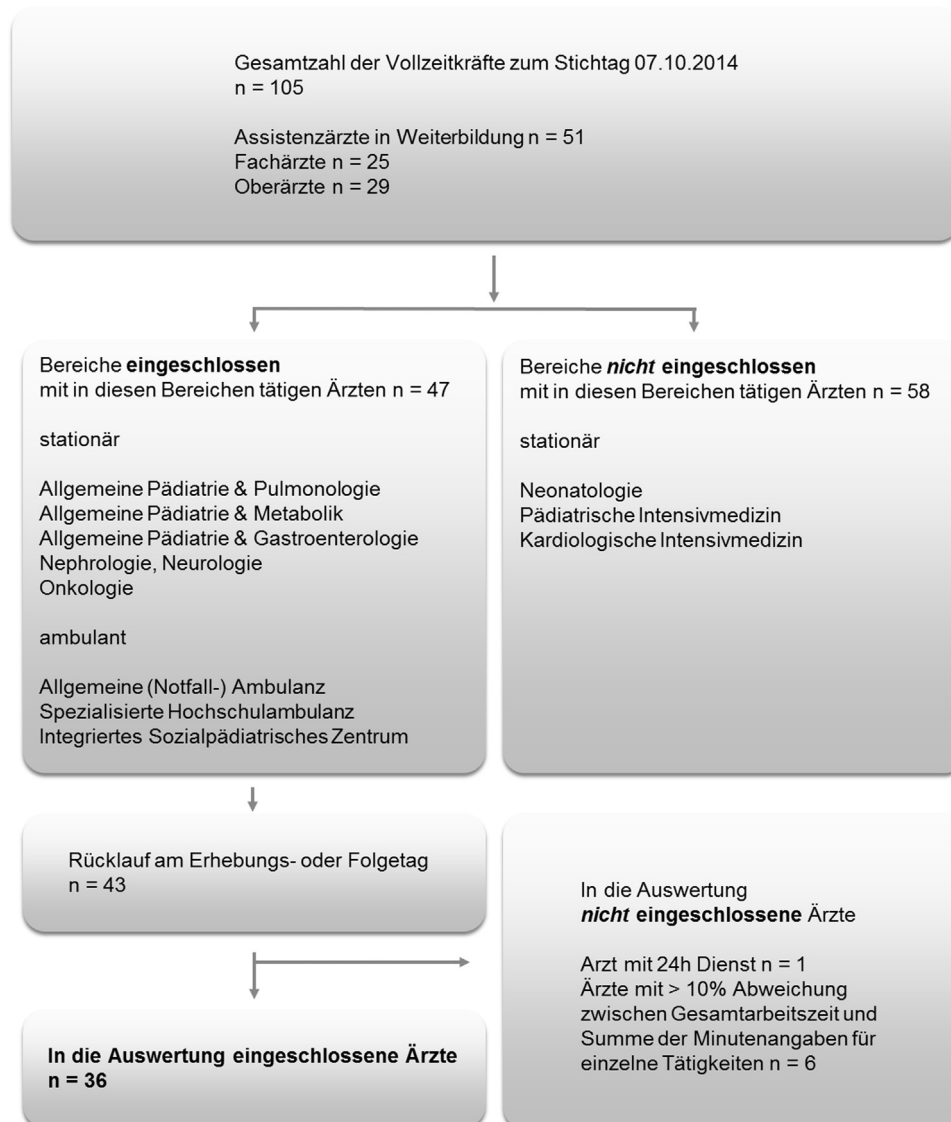 Gesamtzahl der Vollzeitkräfte zum Stichtag 07.10.2014
n = 105
Assistenzärzte in Weiterbildung n = 51
Fachärzte n = 25
Oberärzte n = 29
Bereiche eingeschlossen
mit in diesen Bereichen tätigen Ärzten n = 47
stationär
Allgemeine Pädiatrie & Pulmonologie
Allgemeine Pädiatrie & Metabolik
Allgemeine Pädiatrie & Gastroenterologie
Nephrologie, Neurologie
Onkologie
ambulant
Allgemeine (Notfall-) Ambulanz
Spezialisierte Hochschulambulanz
Integriertes Sozialpädiatrisches Zentrum
Bereiche nicht eingeschlossen
mit in diesen Bereichen tätigen Ärzten n = 58
stationär
Neonatologie
Pädiatrische Intensivmedizin
Kardiologische Intensivmedizin
Rücklauf am Erhebungs- oder Folgetag
n = 43
In die Auswertung
nicht eingeschlossene Ärzte
Arzt mit 24h Dienst n = 1
Ärzte mit > 10% Abweichung
zwischen Gesamtarbeitszeit und
Summe der Minutenangaben für
einzelne Tätigkeiten n = 6
In die Auswertung eingeschlossene Ärzte
n = 36